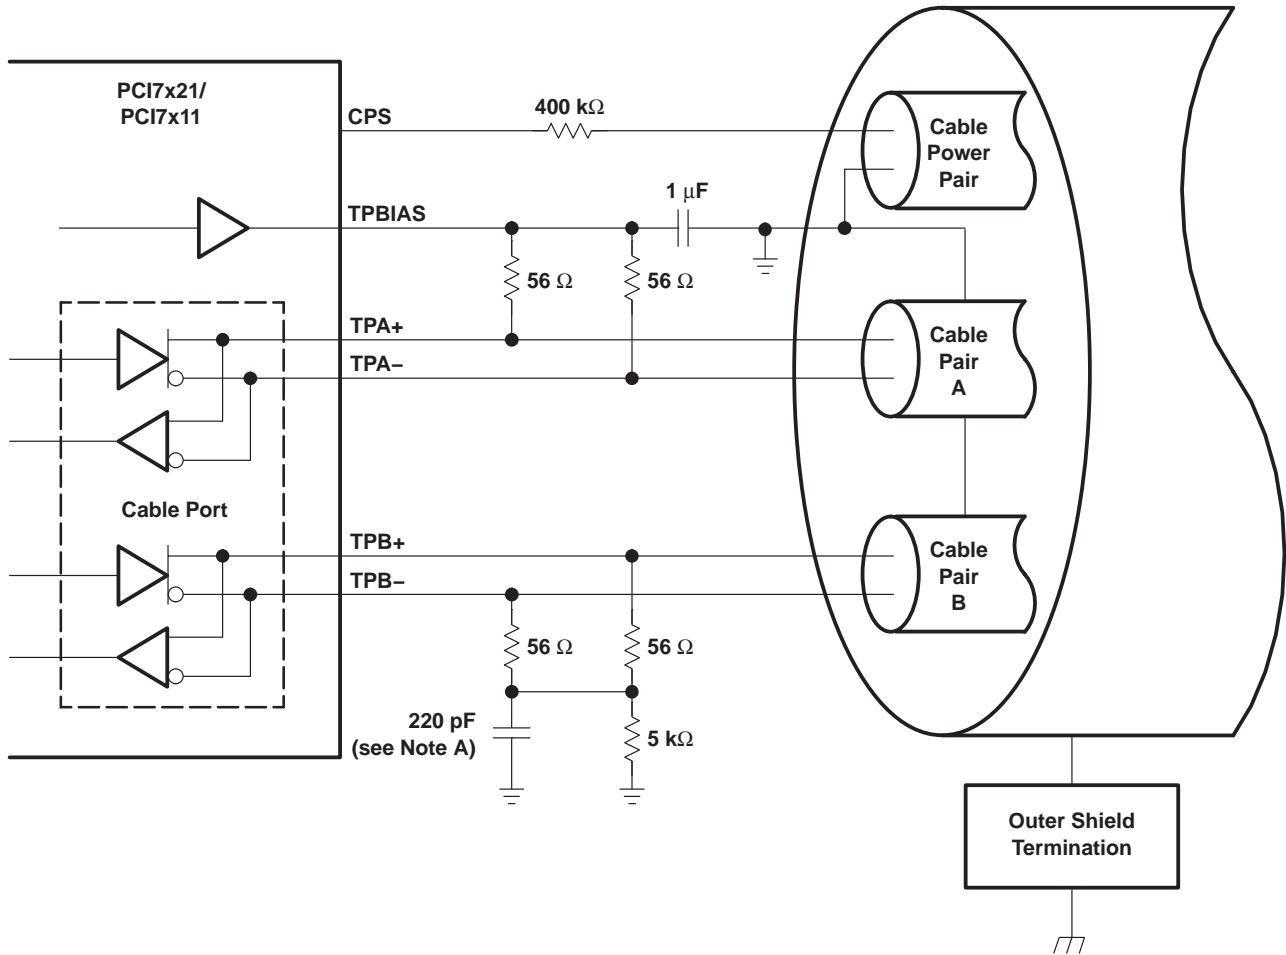 PCI7x21/
PCI7x11
CPS
400 kΩ
Cable
Power
Pair
TPBIAS
1 μF
56 Ω
56 Ω
TPA+
TPA−
Cable
Pair
A
Cable Port
TPB+
TPB−
Cable
Pair
B
56 Ω
56 Ω
220 pF
(see Note A)
5 kΩ
Outer Shield
Termination